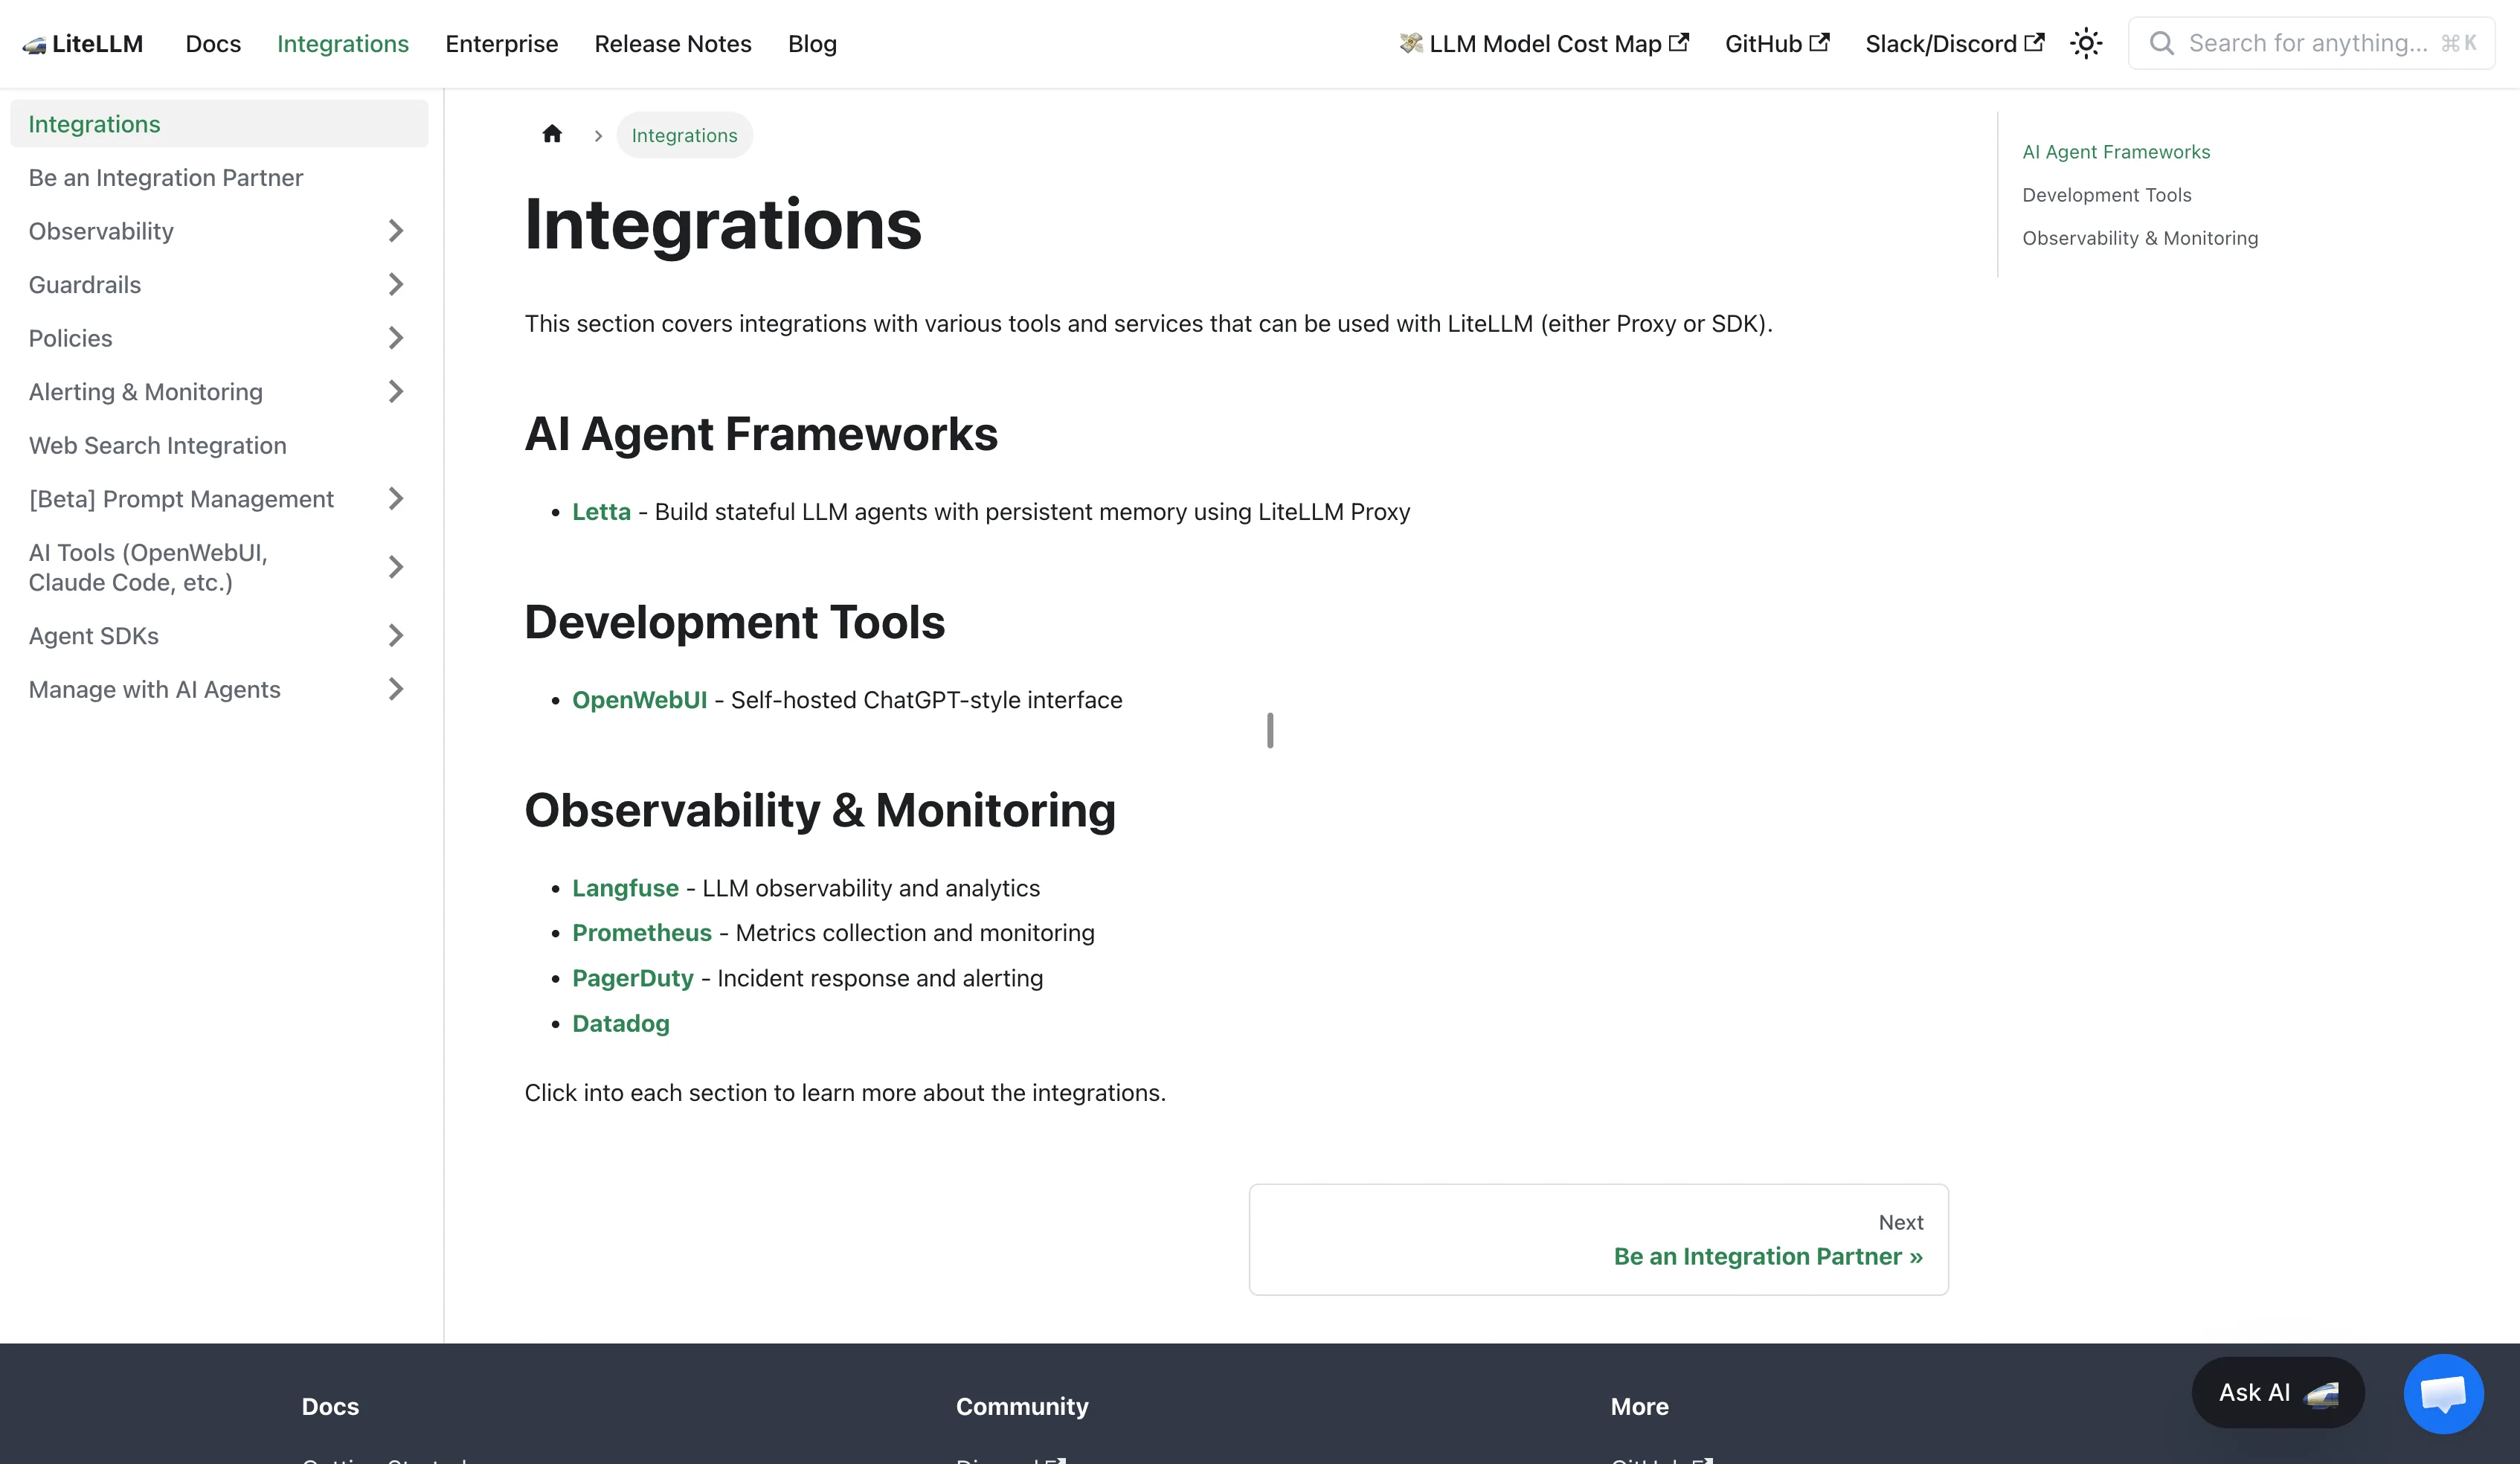 LiteLLM Docs Integrations Enterprise Release Notes Blog LLM Model Cost Map GitHub Slack/Discord Search for anything... ⌘K
Integrations
Be an Integration Partner
Observability
Guardrails
Policies
Alerting & Monitoring
Web Search Integration
[Beta] Prompt Management
AI Tools (OpenWebUI,
Claude Code, etc.)
Agent SDKs
Manage with AI Agents
Integrations
Integrations
This section covers integrations with various tools and services that can be used with LiteLLM (either Proxy or SDK).
AI Agent Frameworks
• Letta - Build stateful LLM agents with persistent memory using LiteLLM Proxy
Development Tools
• OpenWebUI - Self-hosted ChatGPT-style interface
Observability & Monitoring
• Langfuse - LLM observability and analytics
• Prometheus - Metrics collection and monitoring
• PagerDuty - Incident response and alerting
• Datadog
Click into each section to learn more about the integrations.
Next
Be an Integration Partner »
AI Agent Frameworks
Development Tools
Observability & Monitoring
Docs
Community
More
Ask AI